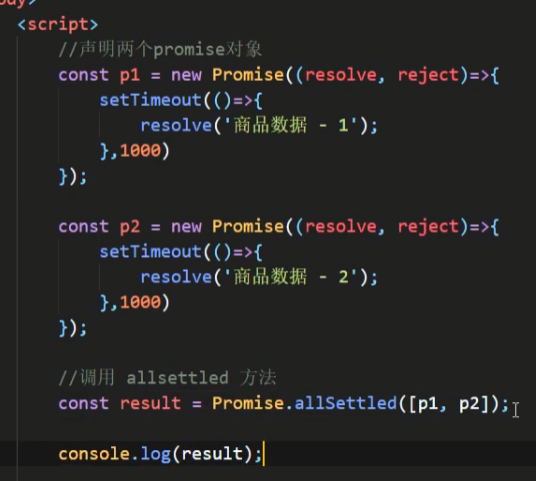 ody>
<script>
//声明两个promise对象
const p1 = new Promise((resolve, reject)=>{
setTimeout(()=>{
resolve('商品数据 - 1');
},1000)
});
const p2 = new Promise((resolve, reject)=>{
setTimeout(()=>{
resolve('商品数据 - 2');
},1000)
});
//调用 allsettled 方法
const result = Promise.allSettled([p1, p2]);
console.log(result);